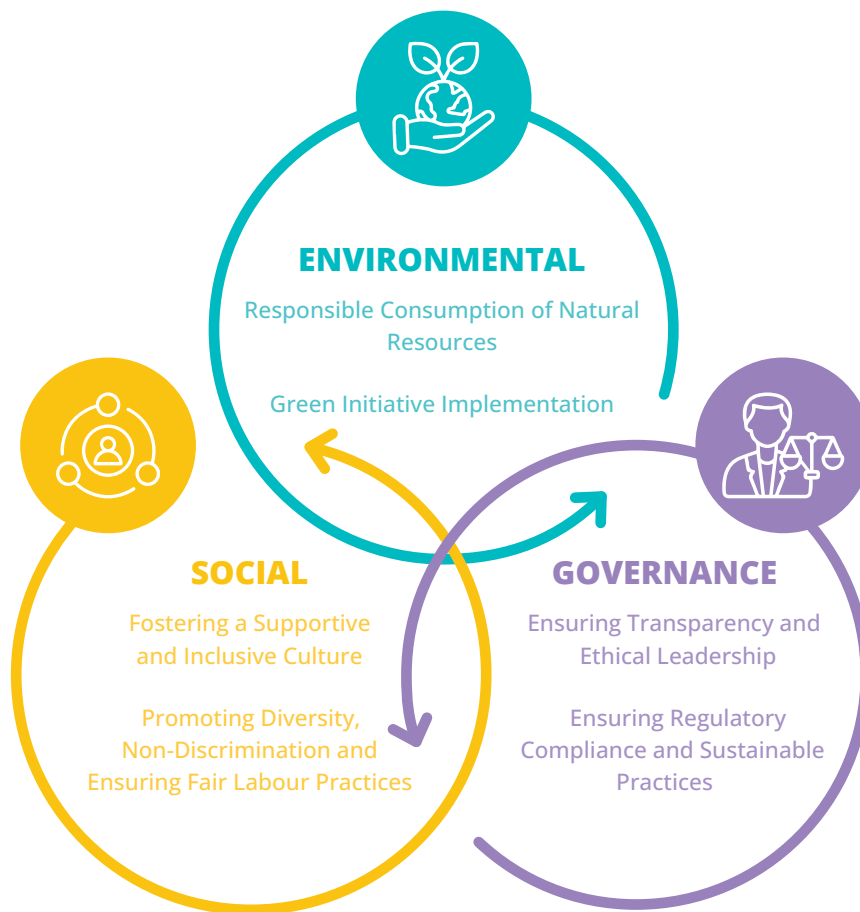 ENVIRONMENTAL
Responsible Consumption of Natural
Resources
Green Initiative Implementation
SOCIAL
Fostering a Supportive
and Inclusive Culture
Promoting Diversity,
Non-Discrimination and
Ensuring Fair Labour Practices
GOVERNANCE
Ensuring Transparency and
Ethical Leadership
Ensuring Regulatory
Compliance and Sustainable
Practices